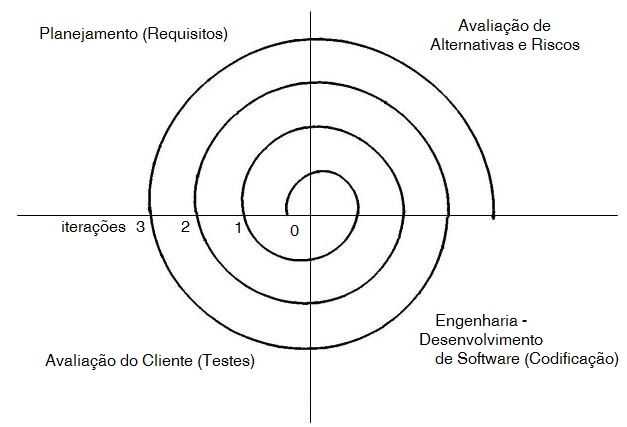 Planejamento (Requisitos)
Avaliação de
Alternativas e Riscos
iterações 3 2 1 0
Engenharia -
Desenvolvimento
de Software (Codificação)
Avaliação do Cliente (Testes)